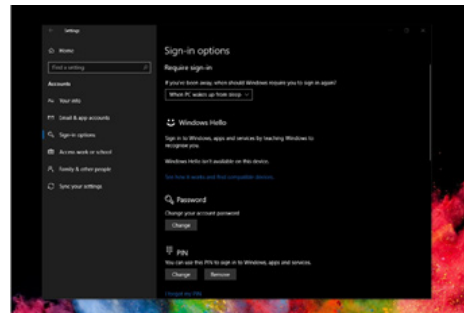 Settings
Home
Find a setting
Accounts
Your info
Email & app accounts
Sign-in options
Access work or school
Family & other people
Sync your settings
Sign-in options
Require sign-in
If you've been away, when should Windows require you to sign in again?
When PC wakes up from sleep
Windows Hello
Sign in to Windows, apps and services by teaching Windows to
recognise you.
Windows Hello isn't available on this device.
See how it works and find compatible devices.
Password
Change your account password
Change
PIN
You can use this PIN to sign in to Windows, apps and services.
Change Remove
I forgot my PIN